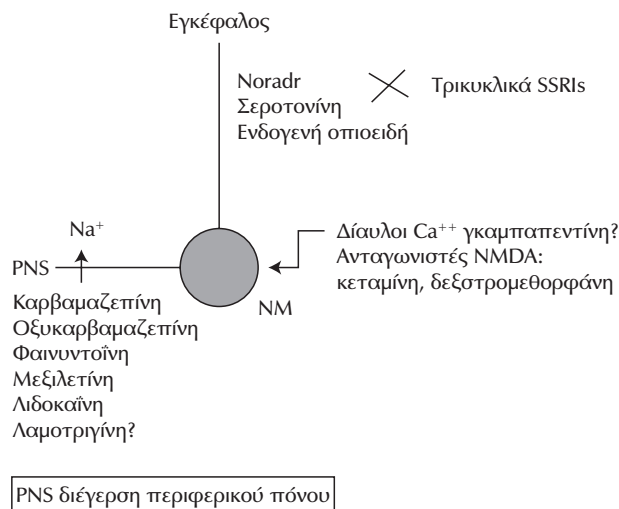 Εγκέφαλος
Noradr
Σεροτονίνη
Ενδογενή οπιοειδή
Τρικυκλικά SSRIs
Na⁺
PNS
NM
Δίαυλοι Ca⁺⁺ γκαμπαπεντίνη?
Ανταγωνιστές NMDA:
κεταμίνη, δεξστρομεθορφάνη
Καρβαμαζεπίνη
Οξυκαρβαμαζεπίνη
Φαινυντοΐνη
Μεξιλετίνη
Λιδοκαΐνη
Λαμοτριγίνη?
PNS διέγερση περιφερικού πόνου